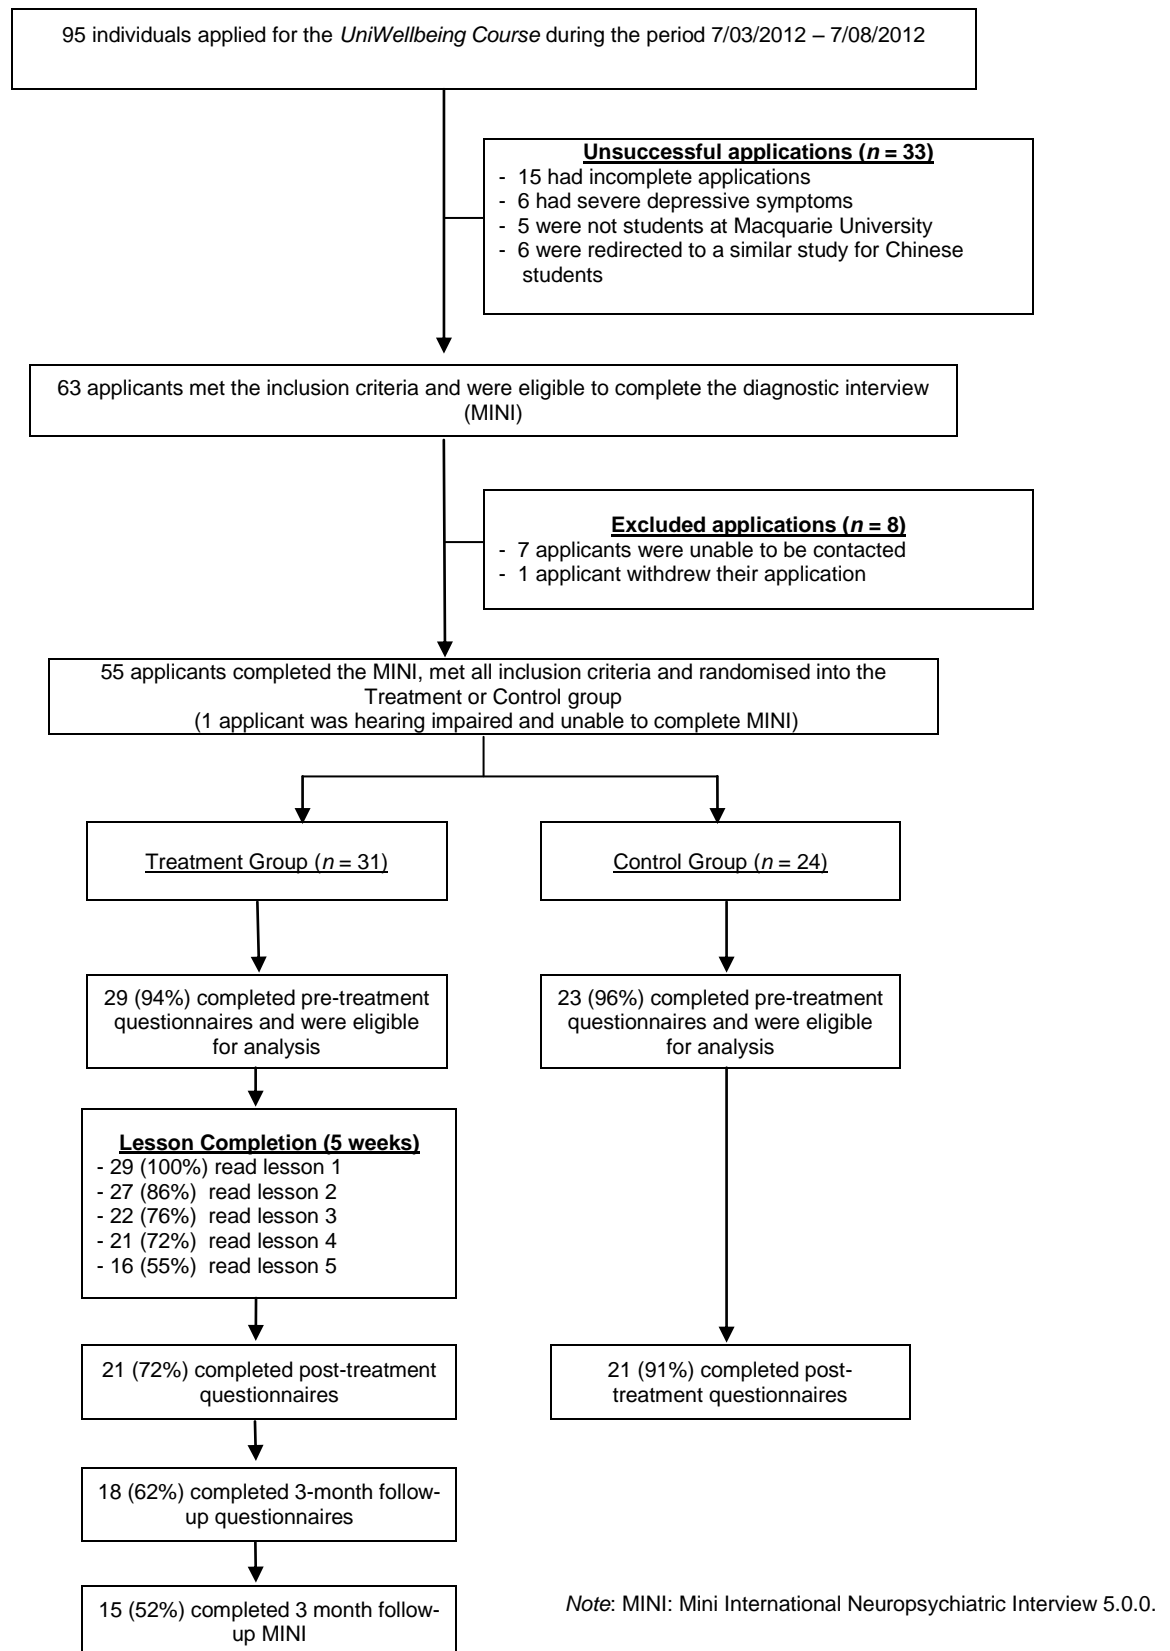 95 individuals applied for the UniWellbeing Course during the period 7/03/2012 – 7/08/2012
Unsuccessful applications (n = 33)
- 15 had incomplete applications
- 6 had severe depressive symptoms
- 5 were not students at Macquarie University
- 6 were redirected to a similar study for Chinese
students
63 applicants met the inclusion criteria and were eligible to complete the diagnostic interview
(MINI)
Excluded applications (n = 8)
- 7 applicants were unable to be contacted
- 1 applicant withdrew their application
55 applicants completed the MINI, met all inclusion criteria and randomised into the
Treatment or Control group
(1 applicant was hearing impaired and unable to complete MINI)
Treatment Group (n = 31)
Control Group (n = 24)
29 (94%) completed pre-treatment
questionnaires and were eligible
for analysis
23 (96%) completed pre-treatment
questionnaires and were eligible
for analysis
Lesson Completion (5 weeks)
- 29 (100%) read lesson 1
- 27 (86%) read lesson 2
- 22 (76%) read lesson 3
- 21 (72%) read lesson 4
- 16 (55%) read lesson 5
21 (72%) completed post-treatment
questionnaires
21 (91%) completed post-
treatment questionnaires
18 (62%) completed 3-month follow-
up questionnaires
15 (52%) completed 3 month follow-
up MINI
Note: MINI: Mini International Neuropsychiatric Interview 5.0.0.